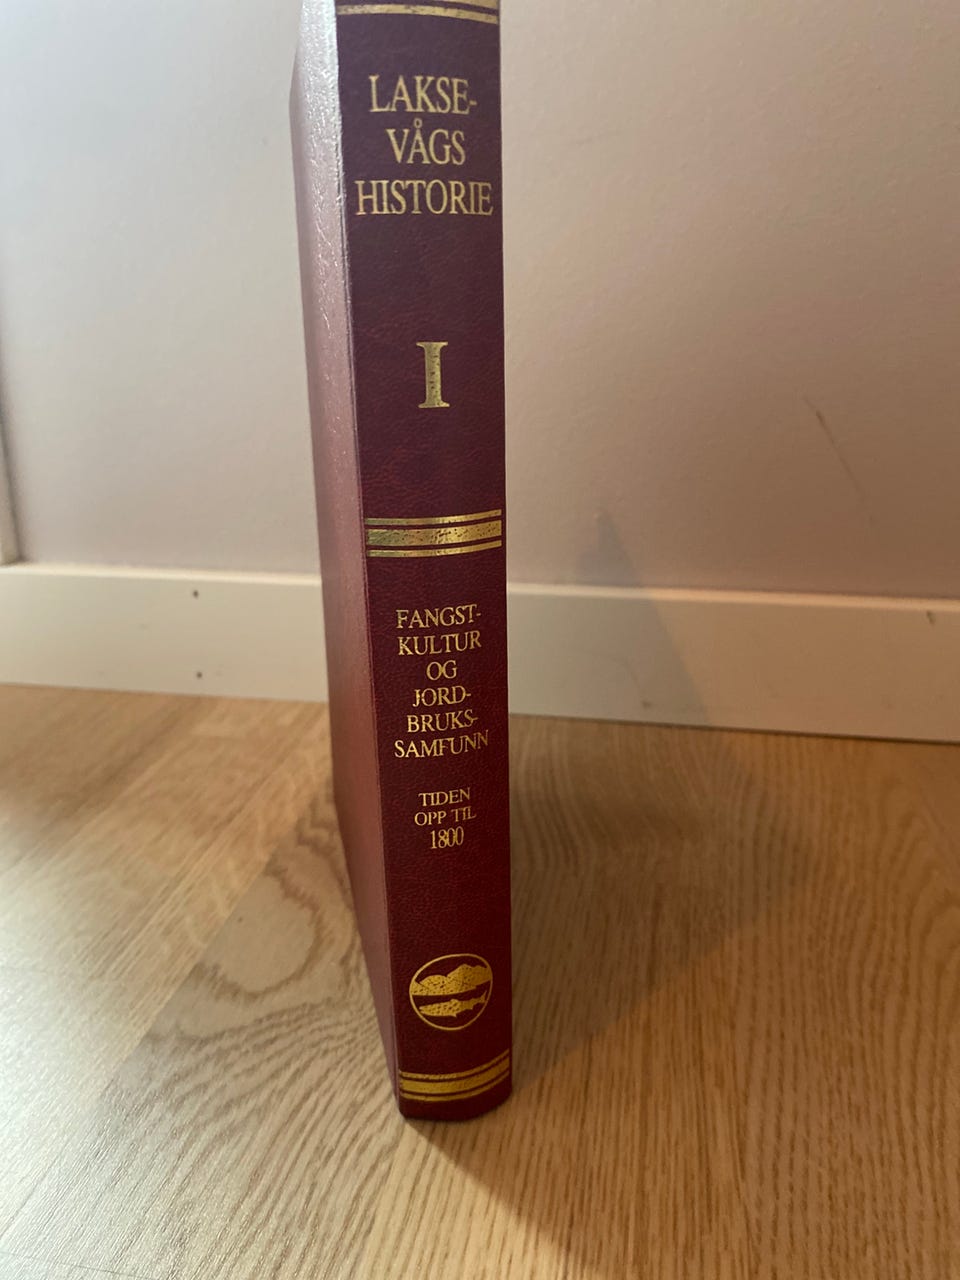 LAKSE-
VÅGS
HISTORIE
I
FANGST-
KULTUR
OG
JORD-
BRUKS-
SAMFUNN
TIDEN
OPP TIL
1800